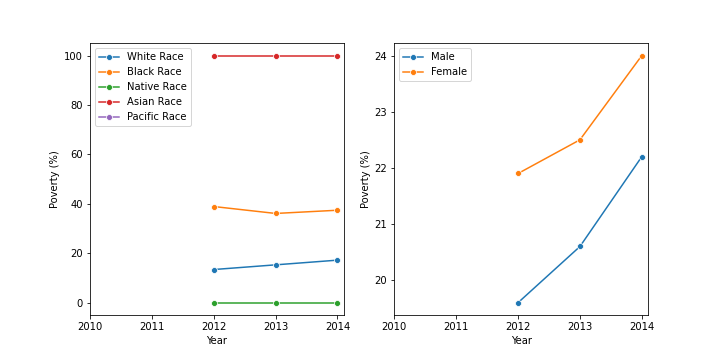 White Race
Black Race
Native Race
Asian Race
Pacific Race
100
80
60
40
20
0
Poverty (%)
2010 2011 2012 2013 2014
Year
Male
Female
24
23
22
21
20
Poverty (%)
2010 2011 2012 2013 2014
Year